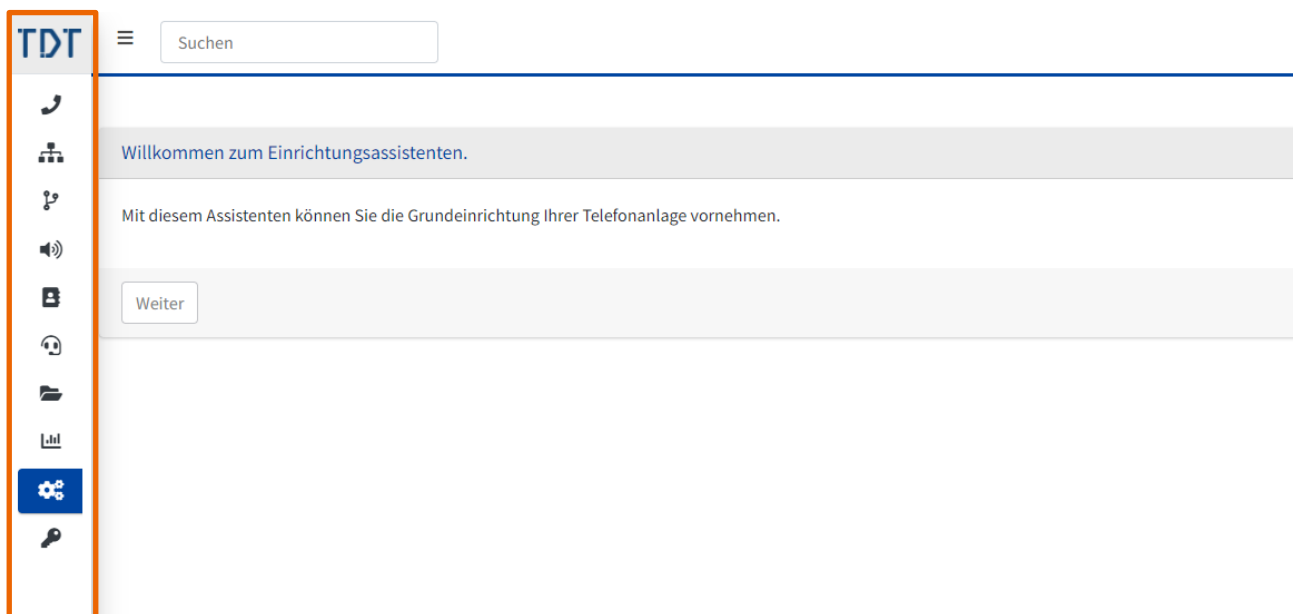 TDT
Suchen
Willkommen zum Einrichtungsassistenten.
Mit diesem Assistenten können Sie die Grundeinrichtung Ihrer Telefonanlage vornehmen.
Weiter